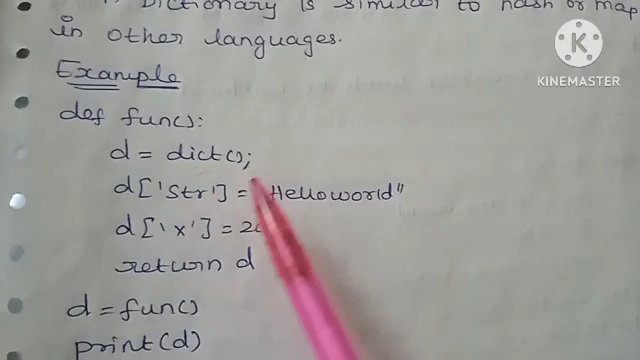 Dictionary is similar to hash or map
in other languages.
KINEMASTER
Example
def func():
d = dict();
d['Str'] = "Helloworld"
d['x'] =
return d
d = func()
print(d)